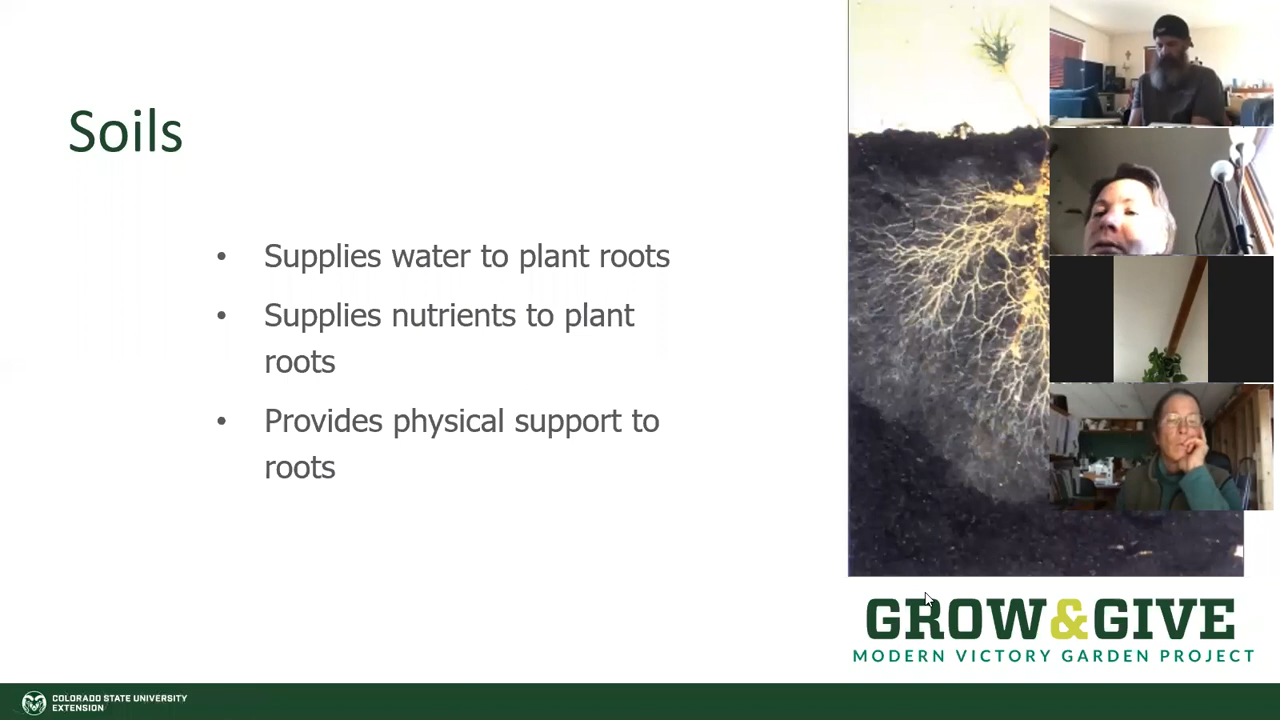 Soils
• Supplies water to plant roots
• Supplies nutrients to plant
roots
• Provides physical support to
roots
GROW&GIVE
MODERN VICTORY GARDEN PROJECT
COLORADO STATE UNIVERSITY
EXTENSION